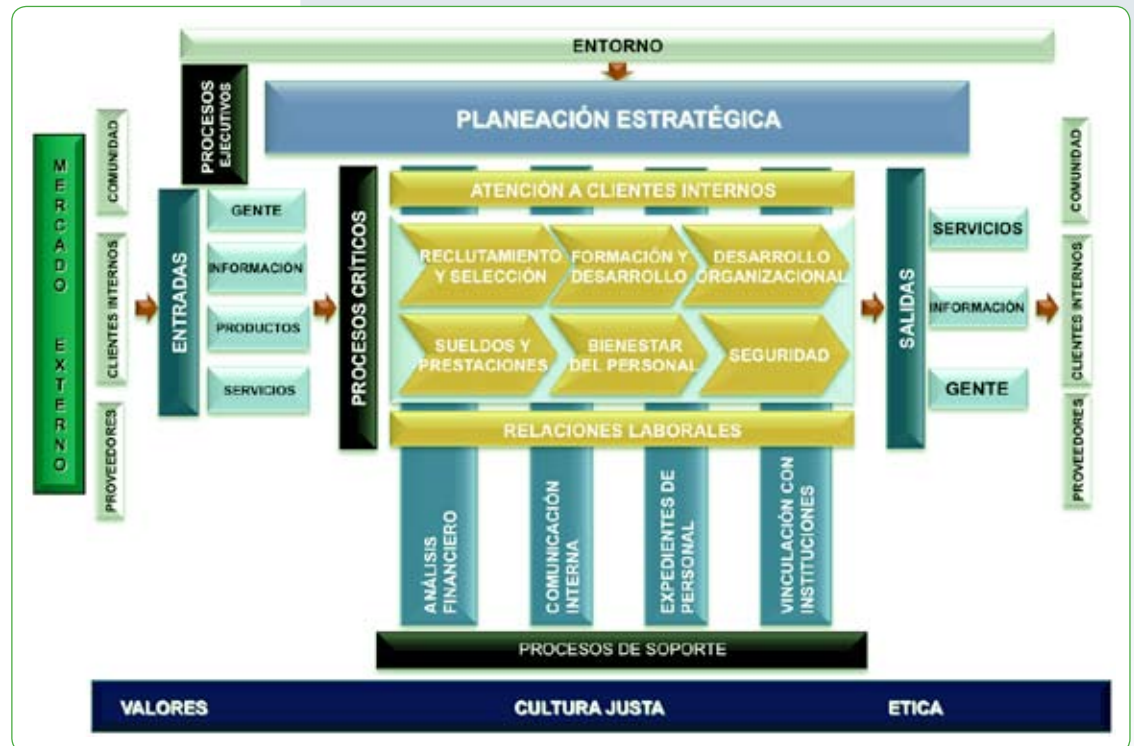 ENTORNO
PROCESOS
EJECUTIVOS
PLANEACIÓN ESTRATÉGICA
MERCADO EXTERNO
COMUNIDAD
CLIENTES INTERNOS
PROVEEDORES
ENTRADAS
GENTE
INFORMACIÓN
PRODUCTOS
SERVICIOS
PROCESOS CRÍTICOS
ATENCIÓN A CLIENTES INTERNOS
RECLUTAMIENTO
Y SELECCIÓN
FORMACIÓN Y
DESARROLLO
DESARROLLO
ORGANIZACIONAL
SUELDOS Y
PRESTACIONES
BIENESTAR
DEL PERSONAL
SEGURIDAD
RELACIONES LABORALES
ANÁLISIS
FINANCIERO
COMUNICACIÓN
INTERNA
EXPEDIENTES DE
PERSONAL
VINCULACIÓN CON
INSTITUCIONES
PROCESOS DE SOPORTE
SALIDAS
SERVICIOS
INFORMACIÓN
GENTE
COMUNIDAD
CLIENTES INTERNOS
PROVEEDORES
VALORES
CULTURA JUSTA
ETICA